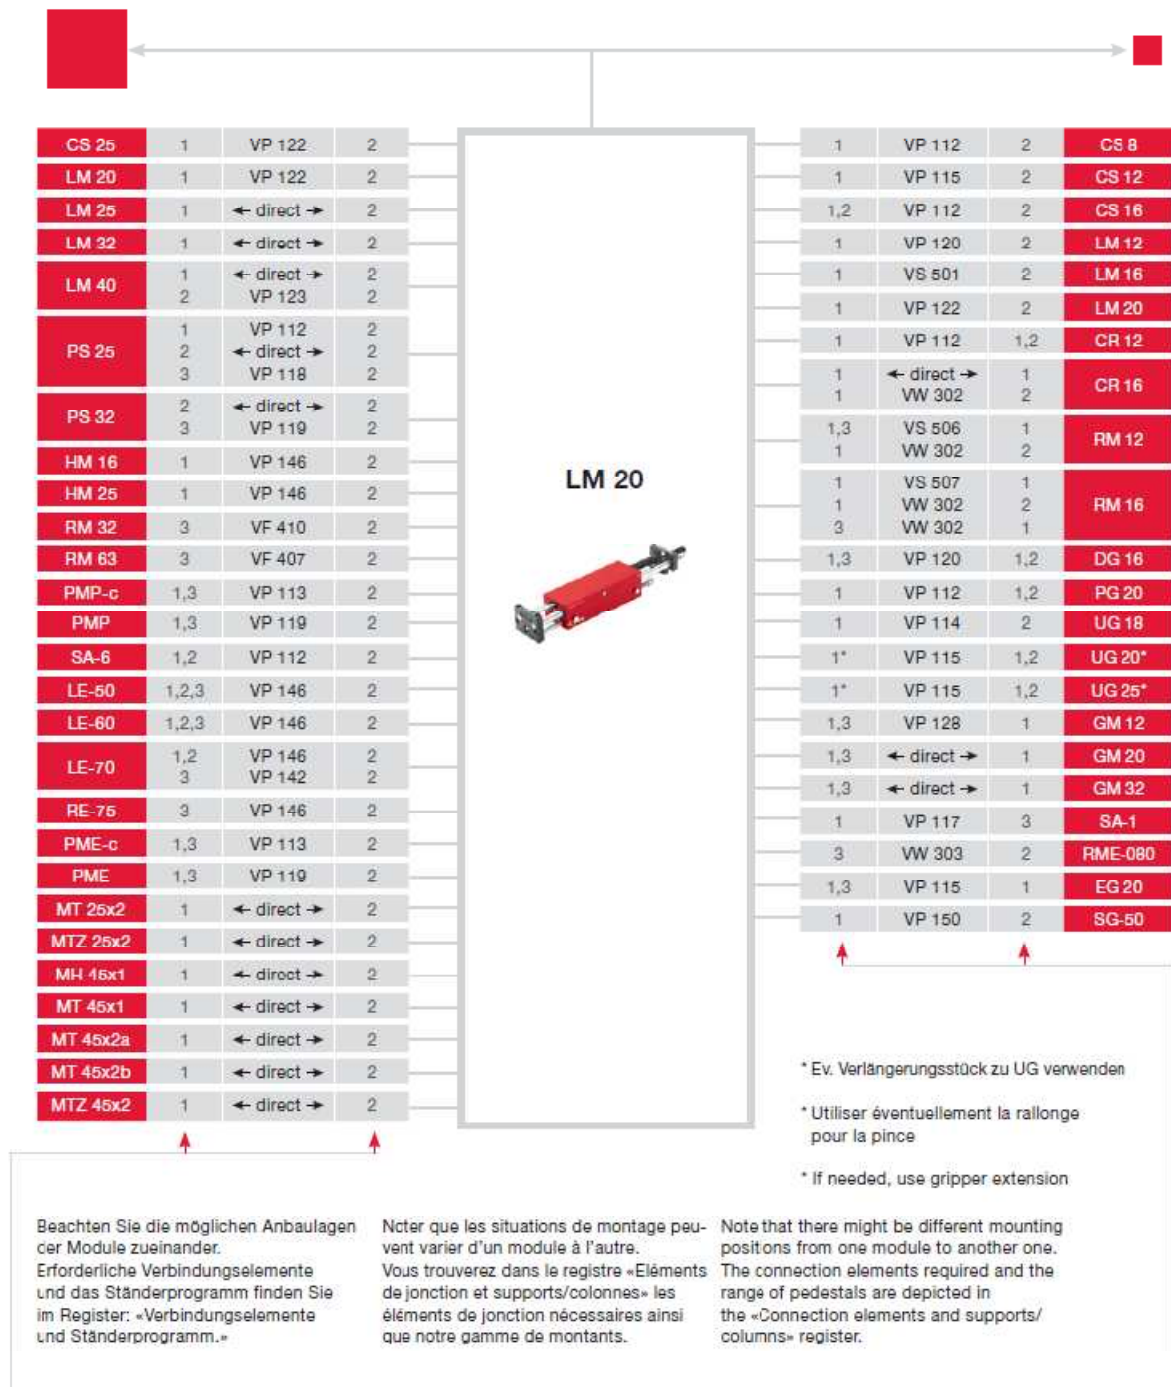 CS 25 1 VP 122 2
LM 20 1 VP 122 2
LM 25 1 ← direct → 2
LM 32 1 ← direct → 2
LM 40 1 ← direct → 2
2 VP 123 2
PS 25 1 VP 112 2
2 ← direct → 2
3 VP 118 2
PS 32 2 ← direct → 2
3 VP 119 2
HM 16 1 VP 146 2
HM 25 1 VP 146 2
RM 32 3 VF 410 2
RM 63 3 VF 407 2
PMP-c 1,3 VP 113 2
PMP 1,3 VP 119 2
SA-6 1,2 VP 112 2
LE-50 1,2,3 VP 146 2
LE-60 1,2,3 VP 146 2
LE-70 1,2 VP 146 2
3 VP 142 2
RE-75 3 VP 146 2
PME-c 1,3 VP 113 2
PME 1,3 VP 119 2
MT 25x2 1 ← direct → 2
MTZ 25x2 1 ← direct → 2
MH 45x1 1 ← direct → 2
MT 45x1 1 ← direct → 2
MT 45x2a 1 ← direct → 2
MT 45x2b 1 ← direct → 2
MTZ 45x2 1 ← direct → 2
LM 20
1 VP 112 2 CS 8
1 VP 115 2 CS 12
1,2 VP 112 2 CS 16
1 VP 120 2 LM 12
1 VS 501 2 LM 16
1 VP 122 2 LM 20
1 VP 112 1,2 CR 12
1 ← direct → 1 CR 16
1 VW 302 2
1,3 VS 506 1 RM 12
1 VW 302 2
1 VS 507 1 RM 16
1 VW 302 2
3 VW 302 1
1,3 VP 120 1,2 DG 16
1 VP 112 1,2 PG 20
1 VP 114 2 UG 18
1* VP 115 1,2 UG 20*
1* VP 115 1,2 UG 25*
1,3 VP 128 1 GM 12
1,3 ← direct → 1 GM 20
1,3 ← direct → 1 GM 32
1 VP 117 3 SA-1
3 VW 303 2 RME-080
1,3 VP 115 1 EG 20
1 VP 150 2 SG-50
* Ev. Verlängerungsstück zu UG verwenden
* Utiliser éventuellement la rallonge
pour la pince
* If needed, use gripper extension
Beachten Sie die möglichen Anbaulagen
der Module zueinander.
Erforderliche Verbindungselemente
und das Ständerprogramm finden Sie
im Register: «Verbindungselemente
und Ständerprogramm.»
Noter que les situations de montage peu-
vent varier d'un module à l'autre.
Vous trouverez dans le registre «Eléments
de jonction et supports/colonnes» les
éléments de jonction nécessaires ainsi
que notre gamme de montants.
Note that there might be different mounting
positions from one module to another one.
The connection elements required and the
range of pedestals are depicted in
the «Connection elements and supports/
columns» register.